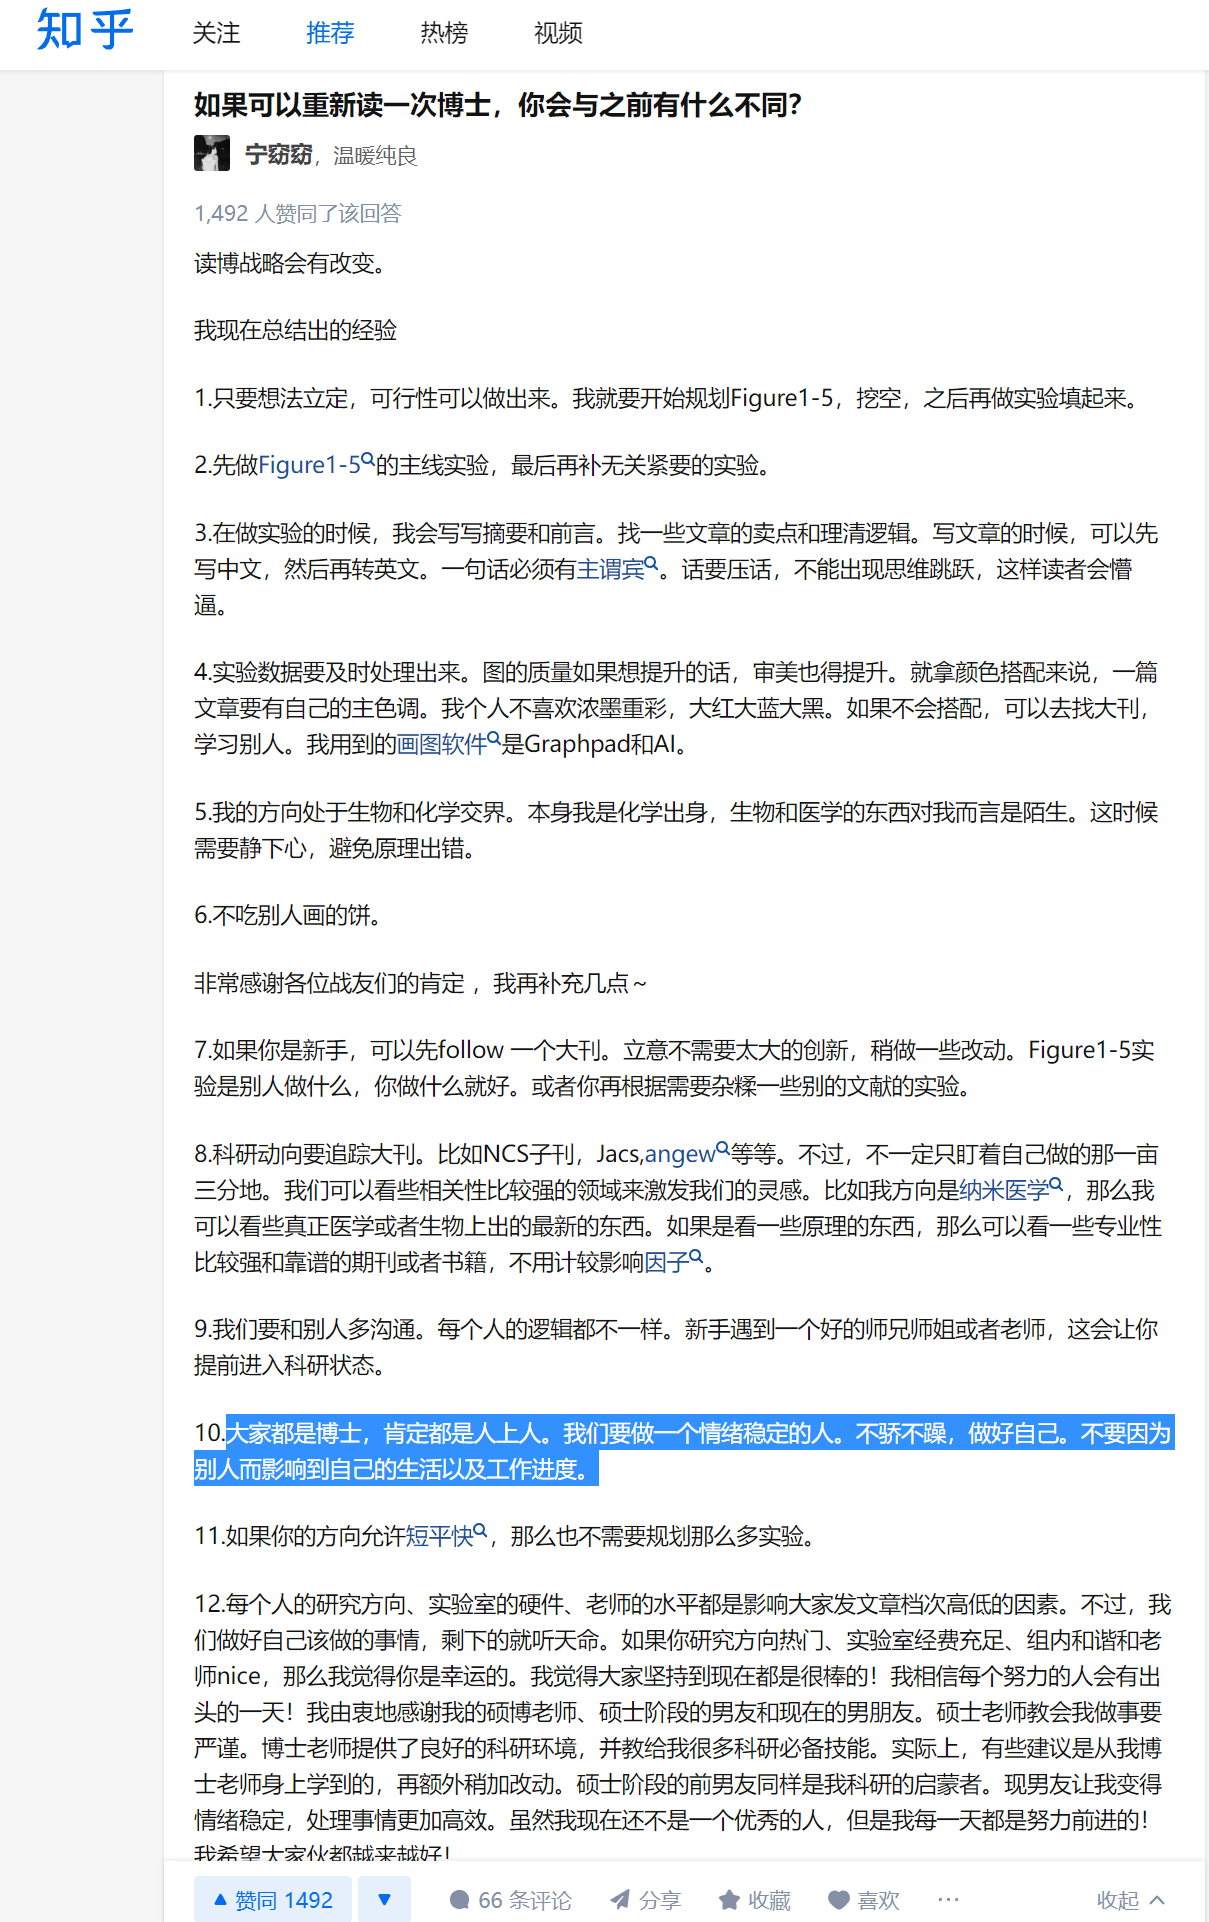 知乎 关注 推荐 热榜 视频
如果可以重新读一次博士，你会与之前有什么不同？
宁窈窈，温暖纯良
1,492 人赞同了该回答
读博战略会有改变。
我现在总结出的经验
1.只要想法立定，可行性可以做出来。我就要开始规划Figure1-5，挖空，之后再做实验填起来。
2.先做Figure1-5的主线实验，最后再补无关紧要的实验。
3.在做实验的时候，我会写写摘要和前言。找一些文章的卖点和理清逻辑。写文章的时候，可以先
写中文，然后再转英文。一句话必须有主谓宾。话要压话，不能出现思维跳跃，这样读者会懵
逼。
4.实验数据要及时处理出来。图的质量如果想提升的话，审美也得提升。就拿颜色搭配来说，一篇
文章要有自己的主色调。我个人不喜欢浓墨重彩，大红大蓝大黑。如果不会搭配，可以去找大刊，
学习别人。我用到的画图软件是Graphpad和AI。
5.我的方向处于生物和化学交界。本身我是化学出身，生物和医学的东西对我而言是陌生。这时候
需要静下心，避免原理出错。
6.不吃别人画的饼。
非常感谢各位战友们的肯定 ，我再补充几点～
7.如果你是新手，可以先follow 一个大刊。立意不需要太大的创新，稍做一些改动。Figure1-5实
验是别人做什么，你做什么就好。或者你再根据需要杂糅一些别的文献的实验。
8.科研动向要追踪大刊。比如NCS子刊，Jacs,angew等等。不过，不一定只盯着自己做的那一亩
三分地。我们可以看些相关性比较强的领域来激发我们的灵感。比如我方向是纳米医学，那么我
可以看些真正医学或者生物上出的最新的东西。如果是看一些原理的东西，那么可以看一些专业性
比较强和靠谱的期刊或者书籍，不用计较影响因子。
9.我们要和别人多沟通。每个人的逻辑都不一样。新手遇到一个好的师兄师姐或者老师，这会让你
提前进入科研状态。
10.大家都是博士，肯定都是人上人。我们要做一个情绪稳定的人。不骄不躁，做好自己。不要因为
别人而影响到自己的生活以及工作进度。
11.如果你的方向允许短平快，那么也不需要规划那么多实验。
12.每个人的研究方向、实验室的硬件、老师的水平都是影响大家发文章档次高低的因素。不过，我
们做好自己该做的事情，剩下的就听天命。如果你研究方向热门、实验室经费充足、组内和谐和老
师nice，那么我觉得你是幸运的。我觉得大家坚持到现在都是很棒的！我相信每个努力的人会有出
头的一天！我由衷地感谢我的硕博老师、硕士阶段的男友和现在的男朋友。硕士老师教会我做事要
严谨。博士老师提供了良好的科研环境，并教给我很多科研必备技能。实际上，有些建议是从我博
士老师身上学到的，再额外稍加改动。硕士阶段的前男友同样是我科研的启蒙者。现男友让我变得
情绪稳定，处理事情更加高效。虽然我现在还不是一个优秀的人，但是我每一天都是努力前进的！
我希望大家伙都越来越好！
赞同 1492 66 条评论 分享 收藏 喜欢 ··· 收起